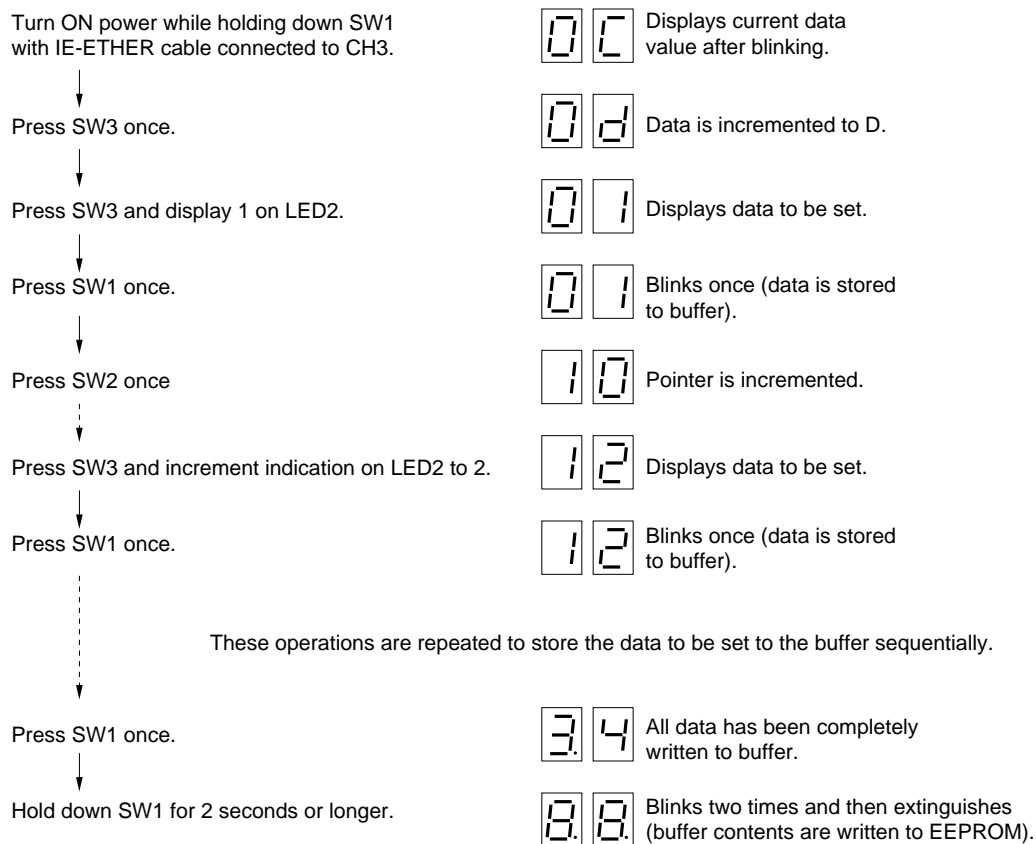 Turn ON power while holding down SW1
with IE-ETHER cable connected to CH3.
0 C
Displays current data
value after blinking.
Press SW3 once.
0 d
Data is incremented to D.
Press SW3 and display 1 on LED2.
0 1
Displays data to be set.
Press SW1 once.
0 1
Blinks once (data is stored
to buffer).
Press SW2 once
1 0
Pointer is incremented.
Press SW3 and increment indication on LED2 to 2.
1 2
Displays data to be set.
Press SW1 once.
1 2
Blinks once (data is stored
to buffer).
These operations are repeated to store the data to be set to the buffer sequentially.
Press SW1 once.
3. 4
All data has been completely
written to buffer.
Hold down SW1 for 2 seconds or longer.
8. 8.
Blinks two times and then extinguishes
(buffer contents are written to EEPROM).